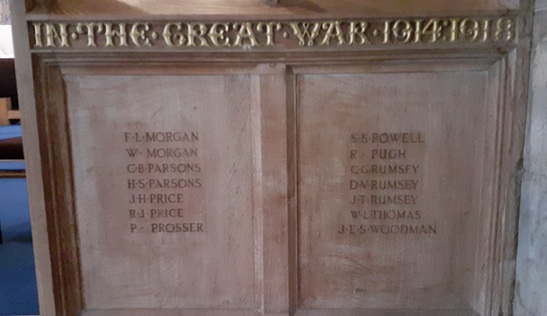 IN·THE·GREAT·WAR·1914·1918
F·L·MORGAN
W· MORGAN
C·B·PARSONS
H·S·PARSONS
J·H·PRICE
R·J·PRICE
P· PROSSER
S·S·POWELL
R· PUGH
C·G·RUMSEY
D·V·RUMSEY
J·T·RUMSEY
W·L·THOMAS
J·E·S·WOODMAN